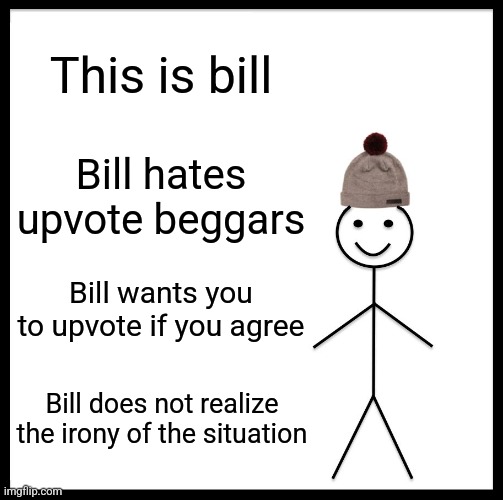 This is bill
Bill hates
upvote beggars
Bill wants you
to upvote if you agree
Bill does not realize
the irony of the situation
imgflip.com